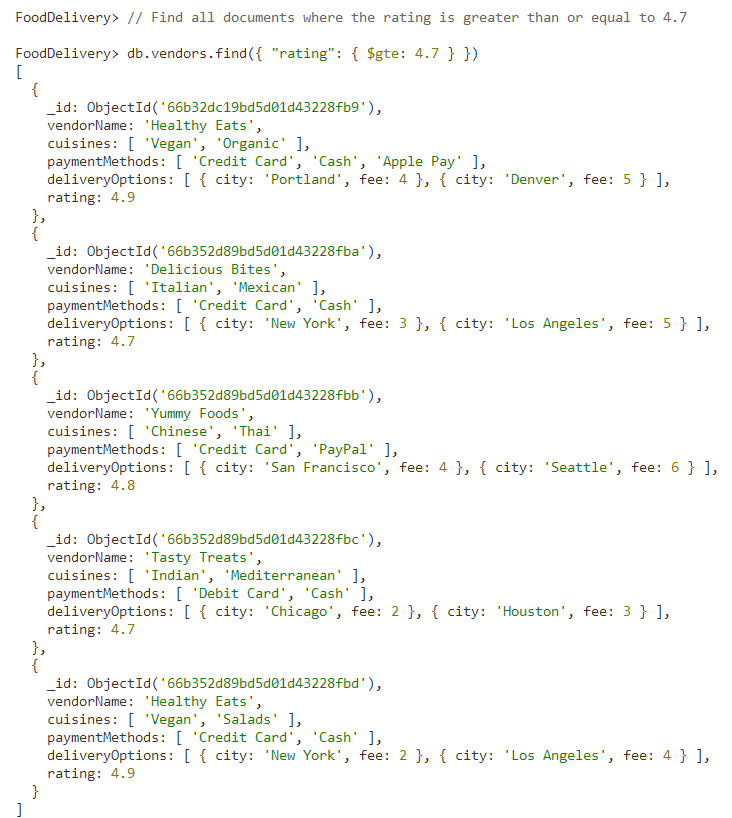 FoodDelivery> // Find all documents where the rating is greater than or equal to 4.7
FoodDelivery> db.vendors.find({ "rating": { $gte: 4.7 } })
[
  {
    _id: ObjectId('66b32dc19bd5d01d43228fb9'),
    vendorName: 'Healthy Eats',
    cuisines: [ 'Vegan', 'Organic' ],
    paymentMethods: [ 'Credit Card', 'Cash', 'Apple Pay' ],
    deliveryOptions: [ { city: 'Portland', fee: 4 }, { city: 'Denver', fee: 5 } ],
    rating: 4.9
  },
  {
    _id: ObjectId('66b352d89bd5d01d43228fba'),
    vendorName: 'Delicious Bites',
    cuisines: [ 'Italian', 'Mexican' ],
    paymentMethods: [ 'Credit Card', 'Cash' ],
    deliveryOptions: [ { city: 'New York', fee: 3 }, { city: 'Los Angeles', fee: 5 } ],
    rating: 4.7
  },
  {
    _id: ObjectId('66b352d89bd5d01d43228fbb'),
    vendorName: 'Yummy Foods',
    cuisines: [ 'Chinese', 'Thai' ],
    paymentMethods: [ 'Credit Card', 'PayPal' ],
    deliveryOptions: [ { city: 'San Francisco', fee: 4 }, { city: 'Seattle', fee: 6 } ],
    rating: 4.8
  },
  {
    _id: ObjectId('66b352d89bd5d01d43228fbc'),
    vendorName: 'Tasty Treats',
    cuisines: [ 'Indian', 'Mediterranean' ],
    paymentMethods: [ 'Debit Card', 'Cash' ],
    deliveryOptions: [ { city: 'Chicago', fee: 2 }, { city: 'Houston', fee: 3 } ],
    rating: 4.7
  },
  {
    _id: ObjectId('66b352d89bd5d01d43228fbd'),
    vendorName: 'Healthy Eats',
    cuisines: [ 'Vegan', 'Salads' ],
    paymentMethods: [ 'Credit Card', 'Cash' ],
    deliveryOptions: [ { city: 'New York', fee: 2 }, { city: 'Los Angeles', fee: 4 } ],
    rating: 4.9
  }
]